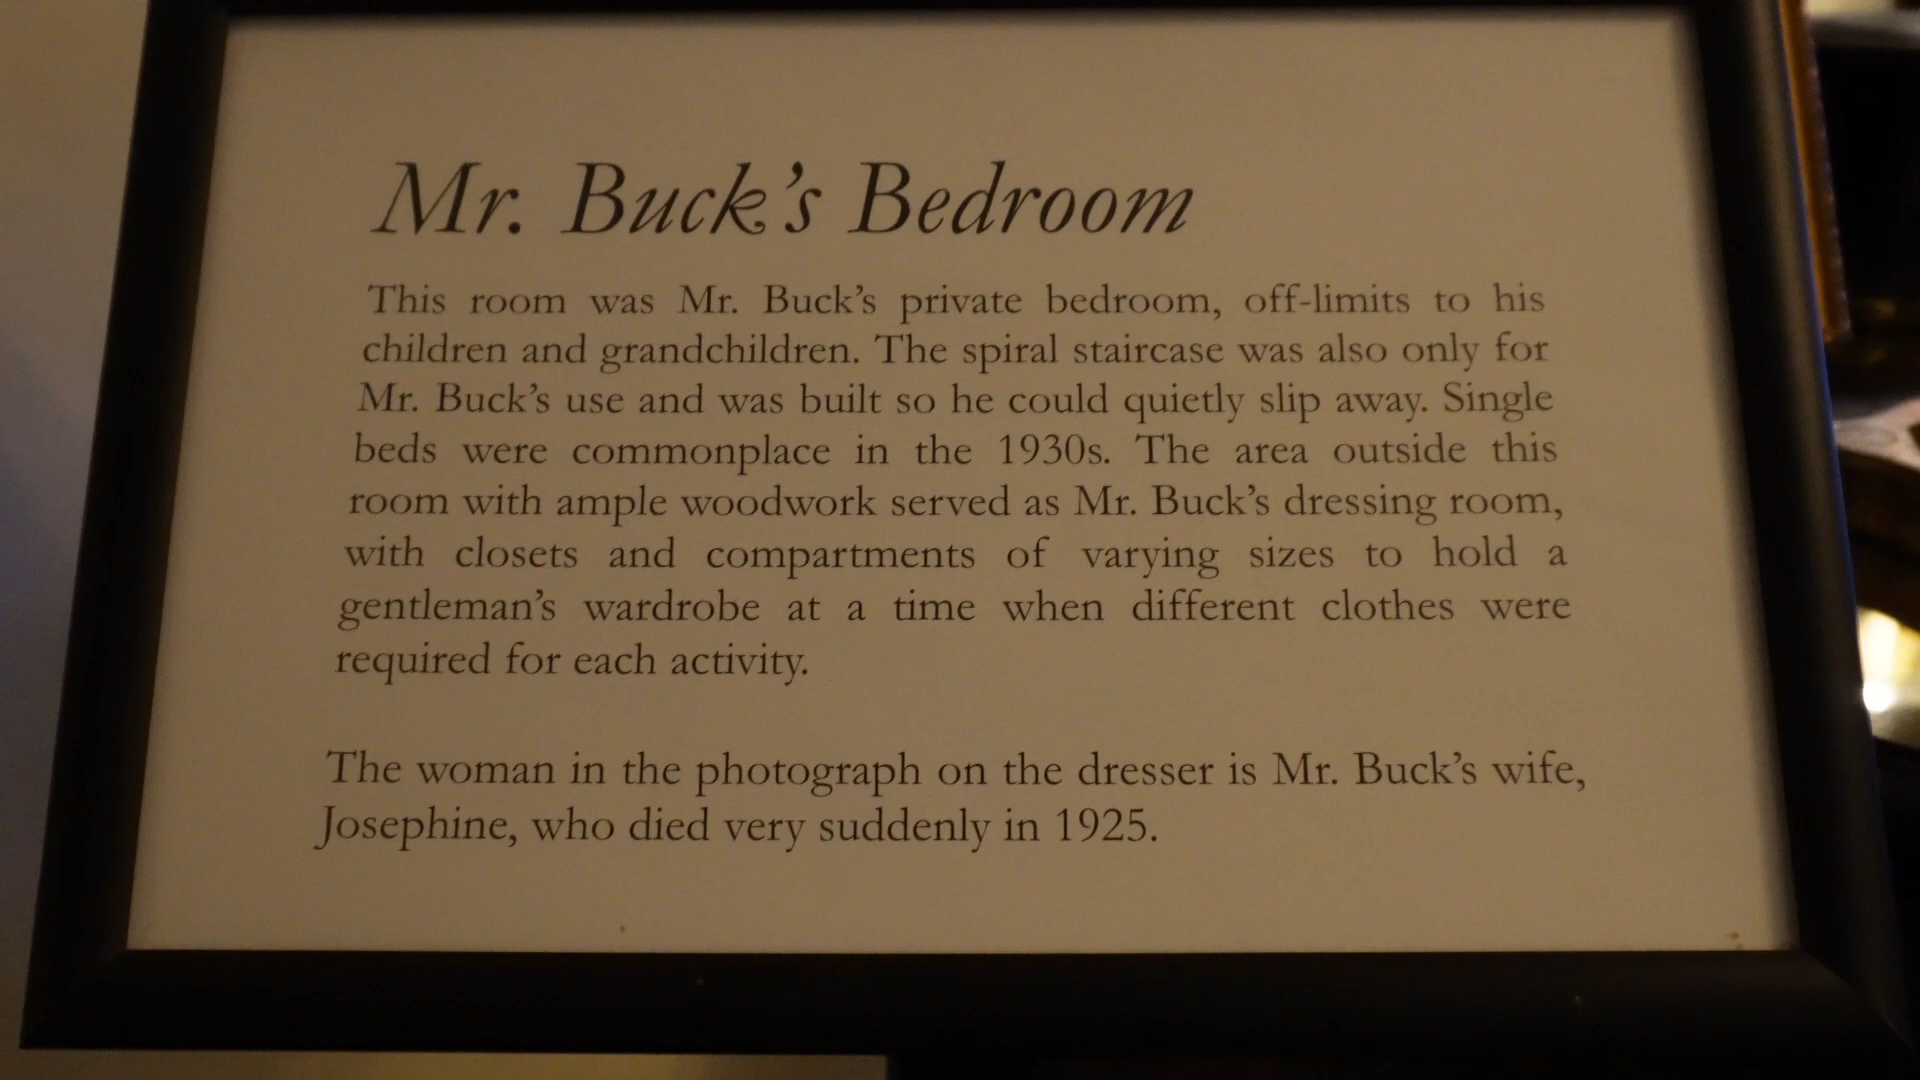 Mr. Buck's Bedroom
This room was Mr. Buck's private bedroom, off-limits to his
children and grandchildren. The spiral staircase was also only for
Mr. Buck's use and was built so he could quietly slip away. Single
beds were commonplace in the 1930s. The area outside this
room with ample woodwork served as Mr. Buck's dressing room,
with closets and compartments of varying sizes to hold a
gentleman's wardrobe at a time when different clothes were
required for each activity.
The woman in the photograph on the dresser is Mr. Buck's wife,
Josephine, who died very suddenly in 1925.